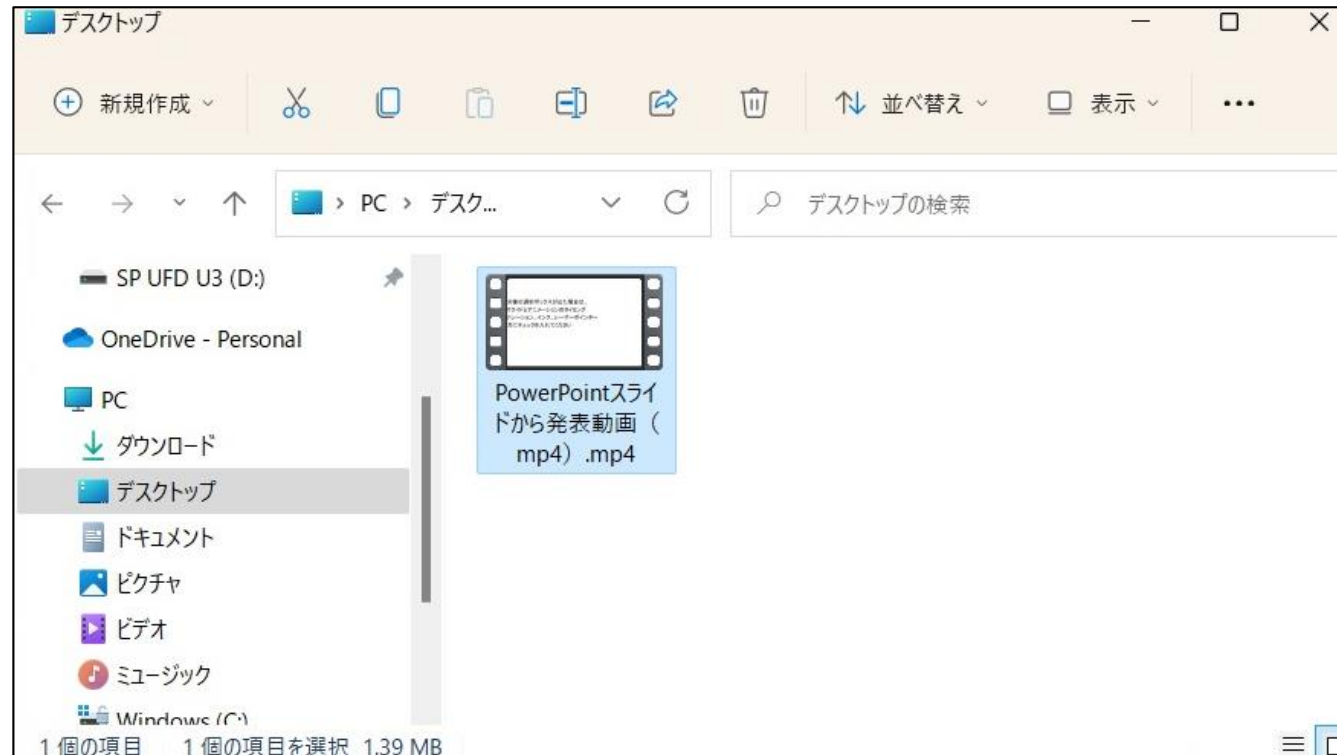 デスクトップ
新規作成
並べ替え
表示
PC
デスク...
デスクトップの検索
SP UFD U3 (D:)
OneDrive - Personal
PC
ダウンロード
デスクトップ
ドキュメント
ピクチャ
ビデオ
ミュージック
Windows (C:)
PowerPointスライ
ドから発表動画（
mp4）.mp4
1 個の項目 1 個の項目を選択 1.39 MB